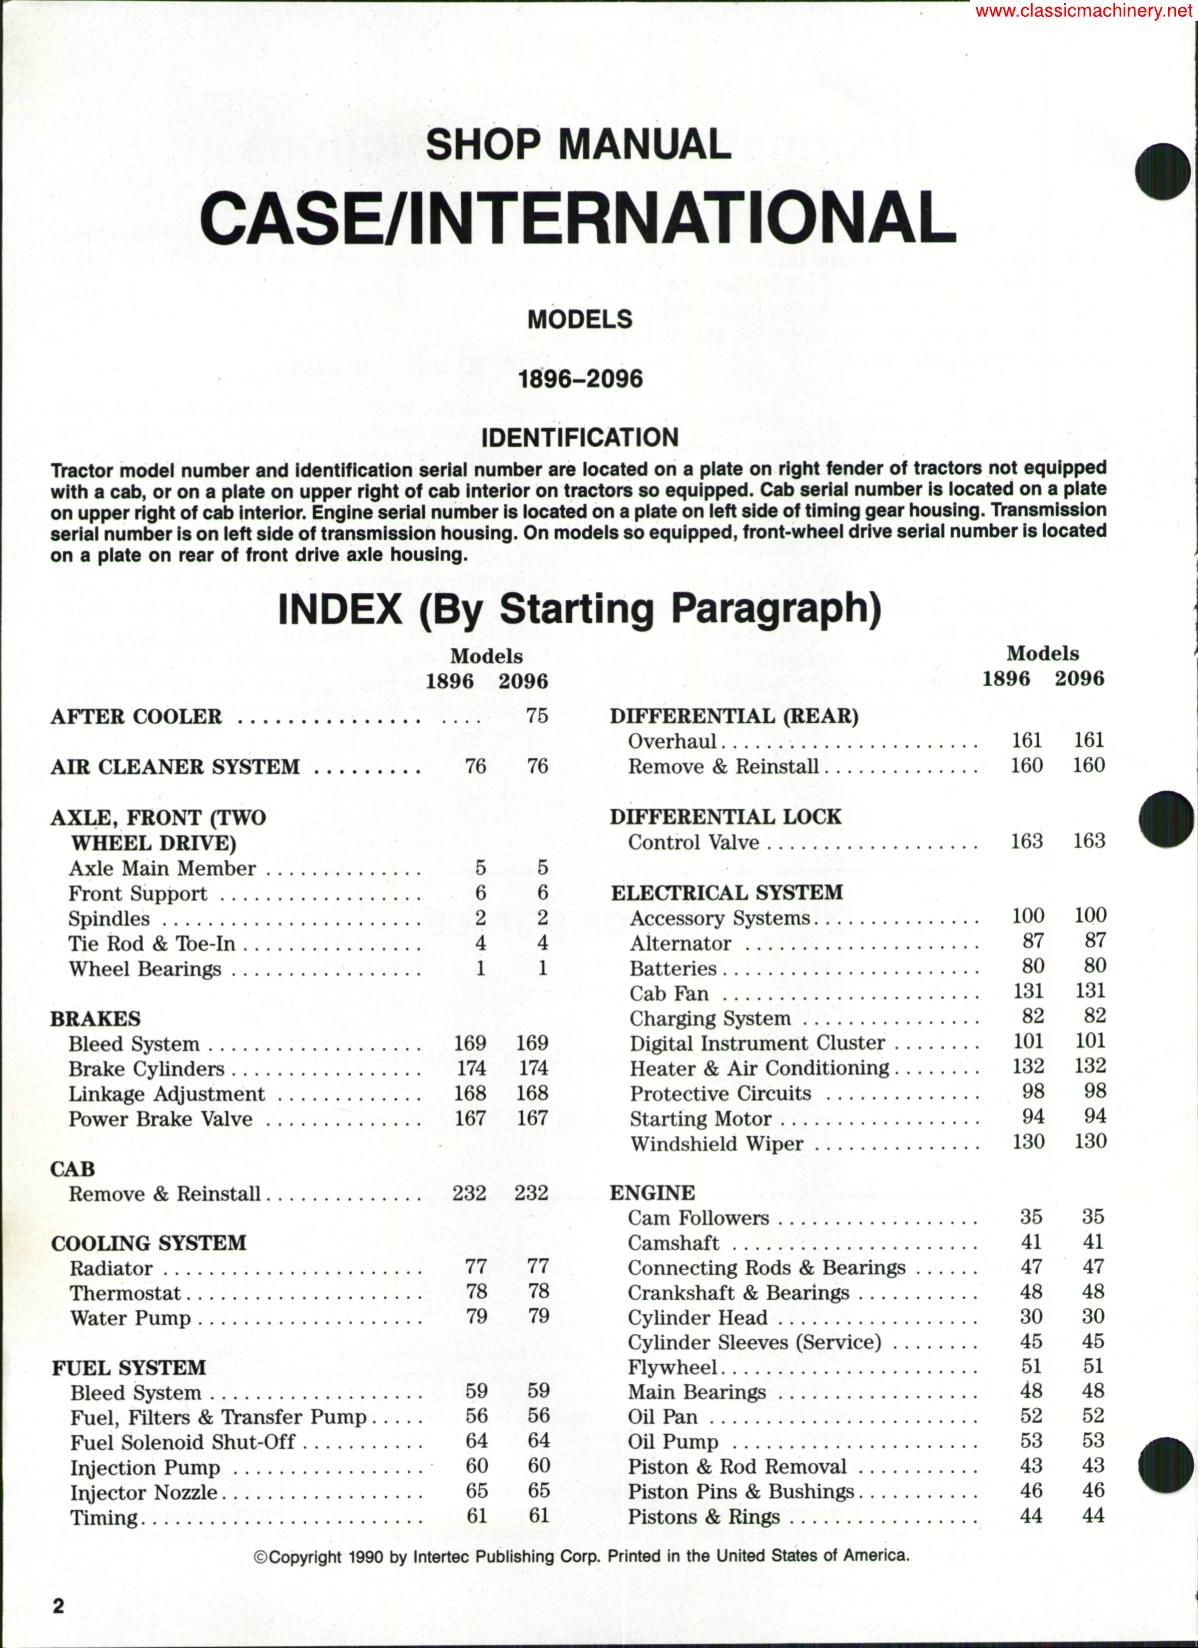 www.classicmachinery.net
SHOP MANUAL
CASE/INTERNATIONAL
MODELS
1896–2096
IDENTIFICATION
Tractor model number and identification serial number are located on a plate on right fender of tractors not equipped
with a cab, or on a plate on upper right of cab interior on tractors so equipped. Cab serial number is located on a plate
on upper right of cab interior. Engine serial number is located on a plate on left side of timing gear housing. Transmission
serial number is on left side of transmission housing. On models so equipped, front-wheel drive serial number is located
on a plate on rear of front drive axle housing.
INDEX (By Starting Paragraph)
Models
1896 2096
AFTER COOLER ............... .... 75
AIR CLEANER SYSTEM ......... 76 76
AXLE, FRONT (TWO
WHEEL DRIVE)
Axle Main Member .............. 5 5
Front Support .................. 6 6
Spindles ....................... 2 2
Tie Rod & Toe-In ................ 4 4
Wheel Bearings ................. 1 1
BRAKES
Bleed System ................... 169 169
Brake Cylinders ................. 174 174
Linkage Adjustment ............. 168 168
Power Brake Valve .............. 167 167
CAB
Remove & Reinstall .............. 232 232
COOLING SYSTEM
Radiator ....................... 77 77
Thermostat ..................... 78 78
Water Pump .................... 79 79
FUEL SYSTEM
Bleed System ................... 59 59
Fuel, Filters & Transfer Pump ..... 56 56
Fuel Solenoid Shut-Off ........... 64 64
Injection Pump ................. 60 60
Injector Nozzle .................. 65 65
Timing ......................... 61 61
Models
1896 2096
DIFFERENTIAL (REAR)
Overhaul ....................... 161 161
Remove & Reinstall .............. 160 160
DIFFERENTIAL LOCK
Control Valve ................... 163 163
ELECTRICAL SYSTEM
Accessory Systems ............. 100 100
Alternator ..................... 87 87
Batteries ....................... 80 80
Cab Fan ....................... 131 131
Charging System ................ 82 82
Digital Instrument Cluster ........ 101 101
Heater & Air Conditioning ........ 132 132
Protective Circuits .............. 98 98
Starting Motor .................. 94 94
Windshield Wiper ............... 130 130
ENGINE
Cam Followers .................. 35 35
Camshaft ...................... 41 41
Connecting Rods & Bearings ...... 47 47
Crankshaft & Bearings ........... 48 48
Cylinder Head .................. 30 30
Cylinder Sleeves (Service) ........ 45 45
Flywheel ....................... 51 51
Main Bearings .................. 48 48
Oil Pan ........................ 52 52
Oil Pump ...................... 53 53
Piston & Rod Removal ........... 43 43
Piston Pins & Bushings ........... 46 46
Pistons & Rings ................. 44 44
©Copyright 1990 by Intertec Publishing Corp. Printed in the United States of America.
2